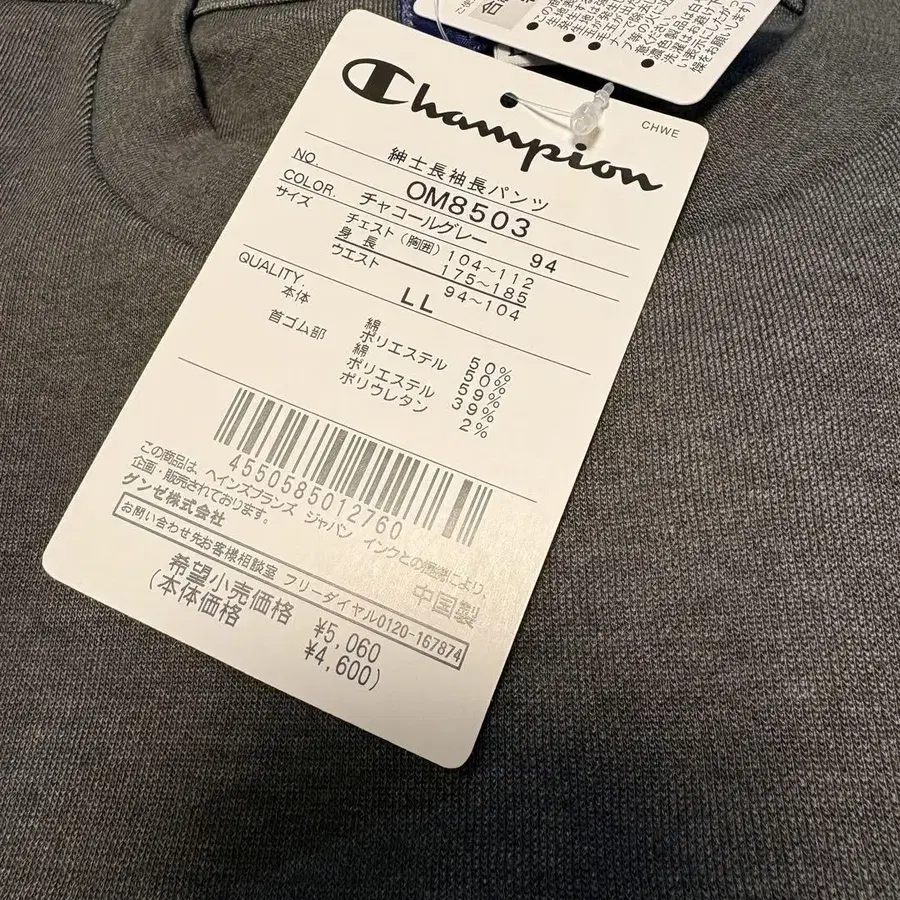 Champion
CHWE
紳士長袖長パンツ
NO. OM8503
COLOR. チャコールグレー 94
サイズ チェスト(胸囲) 104～112
身長 175～185
ウエスト 94～104
LL
QUALITY.
本体 綿 50%
ポリエステル 50%
首ゴム部 綿 59%
ポリエステル 39%
ポリウレタン 2%
4550585012760
この商品は、ヘインズブランズ ジャパン インクとの提携により、
企画・販売されております。
グンゼ株式会社
中国製
お問い合わせ先お客様相談室 フリーダイヤル0120-167874
希望小売価格 ¥5,060
(本体価格 ¥4,600)